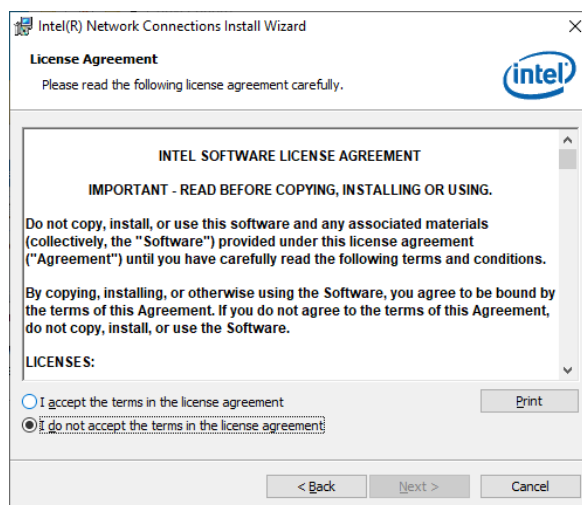 Intel(R) Network Connections Install Wizard
License Agreement
Please read the following license agreement carefully.
intel
INTEL SOFTWARE LICENSE AGREEMENT
IMPORTANT - READ BEFORE COPYING, INSTALLING OR USING.
Do not copy, install, or use this software and any associated materials
(collectively, the "Software") provided under this license agreement
("Agreement") until you have carefully read the following terms and conditions.
By copying, installing, or otherwise using the Software, you agree to be bound by
the terms of this Agreement. If you do not agree to the terms of this Agreement,
do not copy, install, or use the Software.
LICENSES:
I accept the terms in the license agreement
Print
I do not accept the terms in the license agreement
< Back
Next >
Cancel